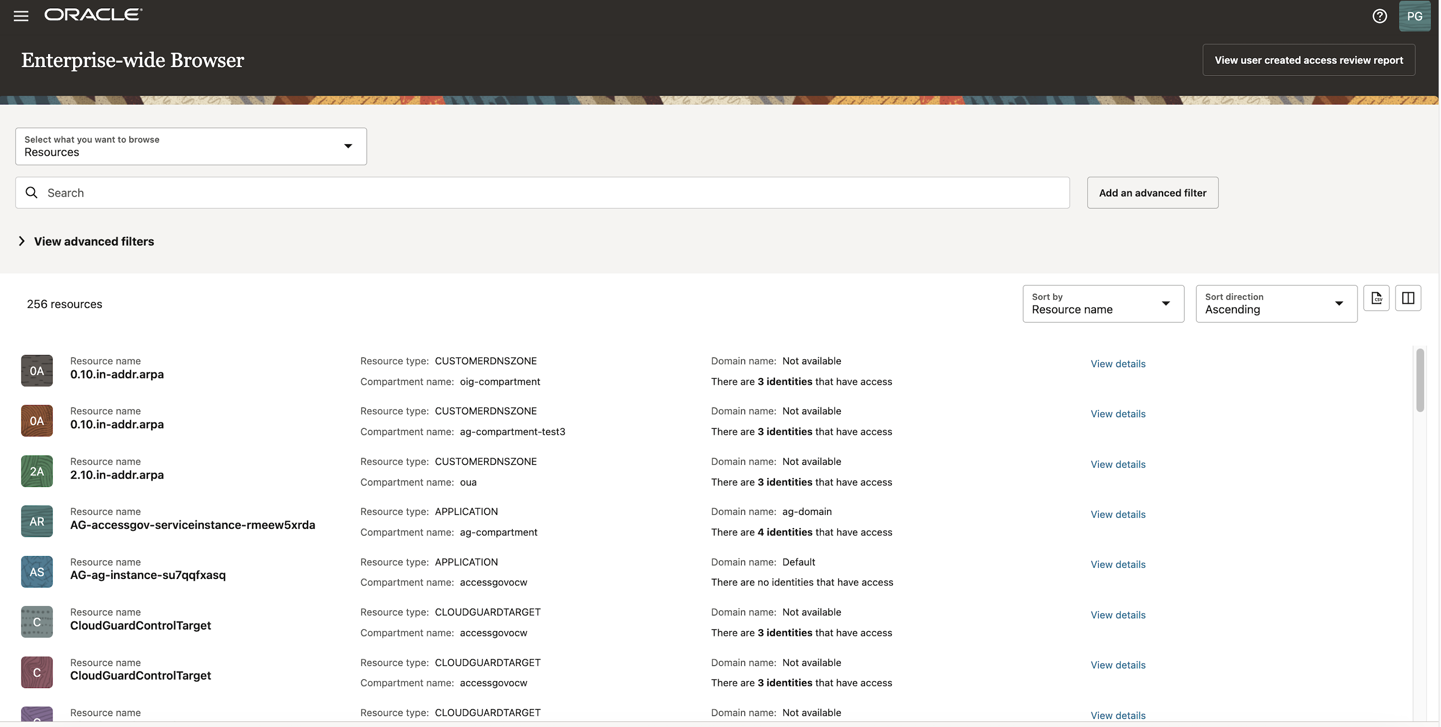 ORACLE
PG
Enterprise-wide Browser
View user created access review report
Select what you want to browse
Resources
Search
Add an advanced filter
View advanced filters
256 resources
Sort by
Resource name
Sort direction
Ascending
CSV
0A
Resource name
0.10.in-addr.arpa
Resource type: CUSTOMERDNSZONE
Compartment name: oig-compartment
Domain name: Not available
There are 3 identities that have access
View details
0A
Resource name
0.10.in-addr.arpa
Resource type: CUSTOMERDNSZONE
Compartment name: ag-compartment-test3
Domain name: Not available
There are 3 identities that have access
View details
2A
Resource name
2.10.in-addr.arpa
Resource type: CUSTOMERDNSZONE
Compartment name: oua
Domain name: Not available
There are 3 identities that have access
View details
AR
Resource name
AG-accessgov-serviceinstance-rmeew5xrda
Resource type: APPLICATION
Compartment name: ag-compartment
Domain name: ag-domain
There are 4 identities that have access
View details
AS
Resource name
AG-ag-instance-su7qqfxasq
Resource type: APPLICATION
Compartment name: accessgovocw
Domain name: Default
There are no identities that have access
View details
C
Resource name
CloudGuardControlTarget
Resource type: CLOUDGUARDTARGET
Compartment name: accessgovocw
Domain name: Not available
There are 3 identities that have access
View details
C
Resource name
CloudGuardControlTarget
Resource type: CLOUDGUARDTARGET
Compartment name: accessgovocw
Domain name: Not available
There are 3 identities that have access
View details
Resource name
Resource type: CLOUDGUARDTARGET
Domain name: Not available
View details